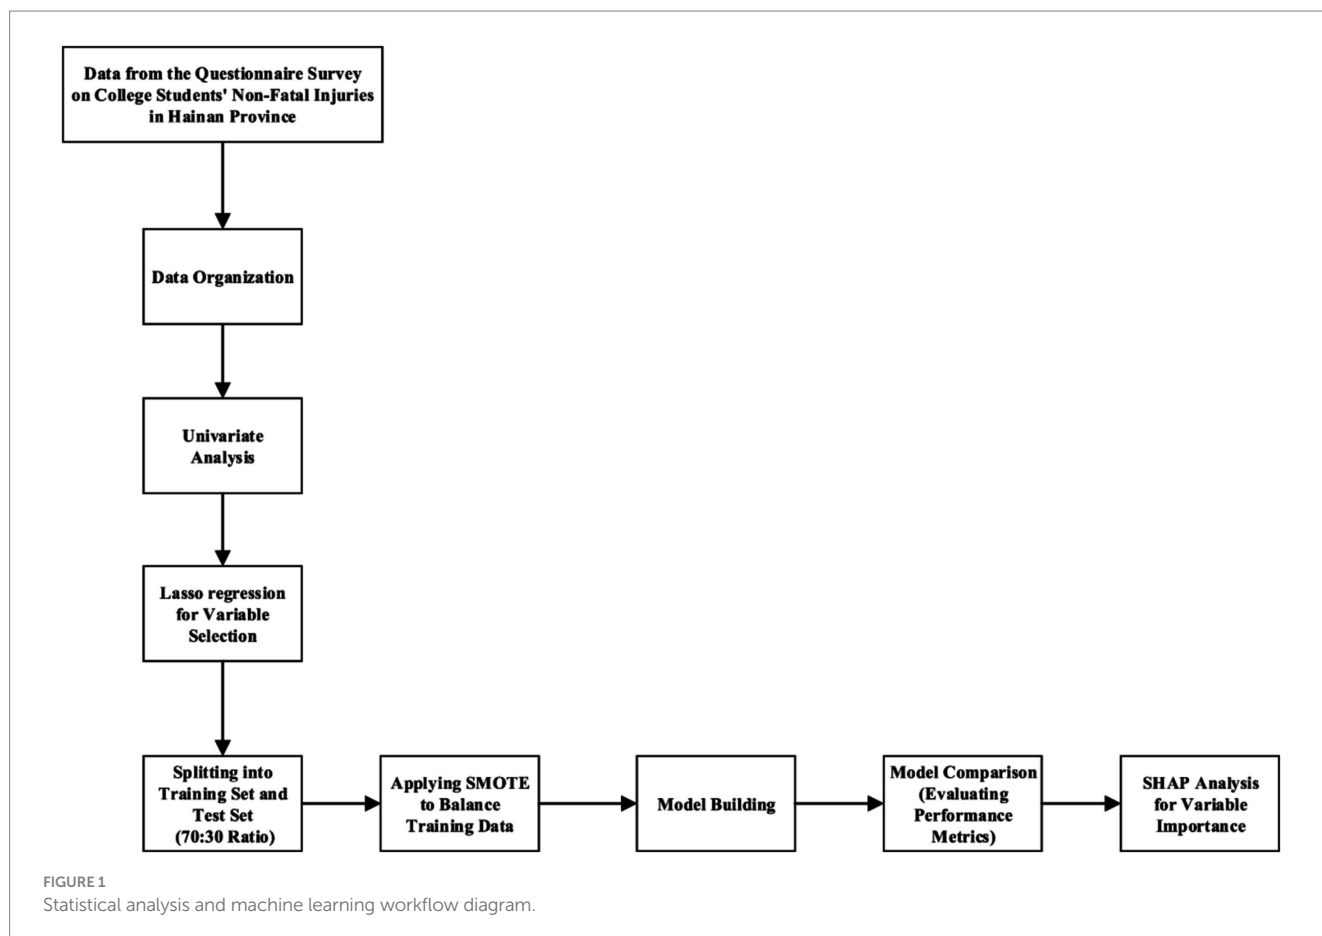 Data from the Questionnaire Survey
on College Students' Non-Fatal Injuries
in Hainan Province
Data Organization
Univariate
Analysis
Lasso regression
for Variable
Selection
Splitting into
Training Set and
Test Set
(70:30 Ratio)
Applying SMOTE
to Balance
Training Data
Model Building
Model Comparison
(Evaluating
Performance
Metrics)
SHAP Analysis
for Variable
Importance
FIGURE 1
Statistical analysis and machine learning workflow diagram.